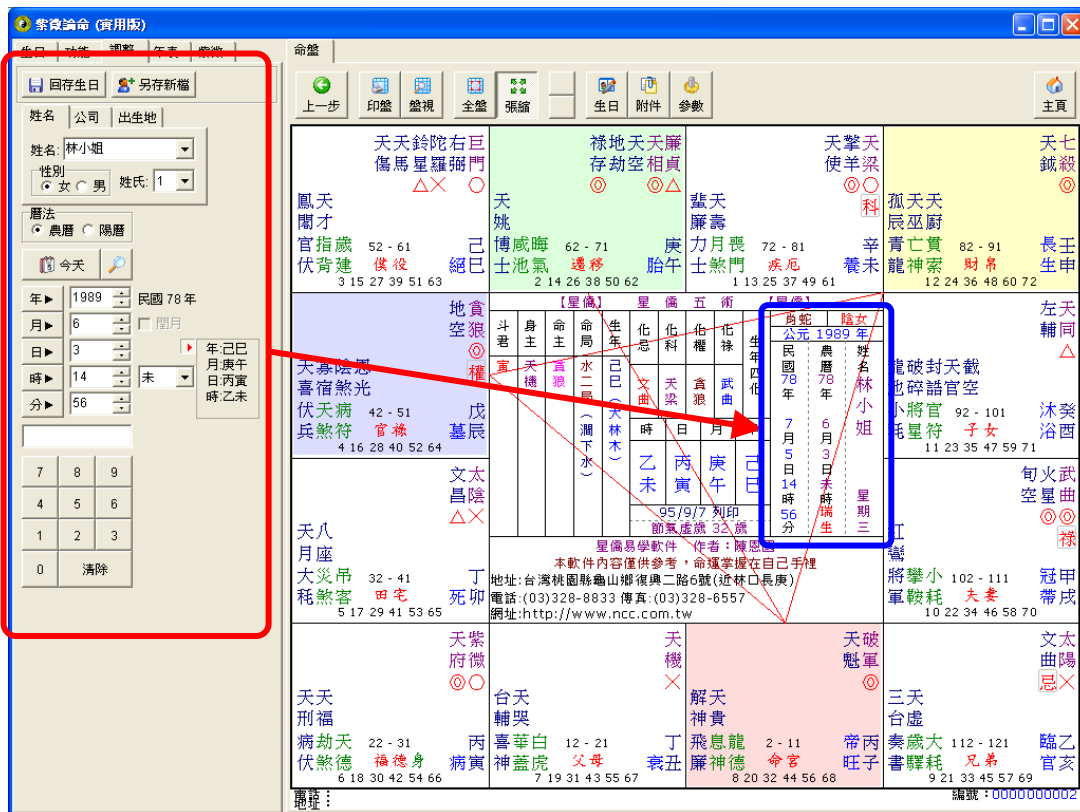 紫微論命 (實用版)
生日 功能 調整 年表 紫微
回存生日 另存新檔
姓名 公司 出生地
姓名: 林小姐
性別
女 男 姓氏: 1
曆法
農曆 陽曆
今天
年▶ 1989 民國 78 年
月▶ 6 閏月
日▶ 3
時▶ 14 未
分▶ 56
年:己巳
月:庚午
日:丙寅
時:乙未
7 8 9
4 5 6
1 2 3
0 清除
命盤
上一步 印盤 盤視 全盤 張縮 生日 附件 參數 主頁
天天鈴陀右巨
傷馬星羅弼門
△╳ ○
鳳天
閣才
官指歲 52 - 61 己
伏背建 僕役 絕巳
3 15 27 39 51 63
祿地天天廉
存劫空相貞
◎ ◎△
天
姚
博咸晦 62 - 71 庚
士池氣 遷移 胎午
2 14 26 38 50 62
天擎天
使羊梁
◎○
科
蜚天
廉壽
力月喪 72 - 81 辛
士煞門 疾厄 養未
1 13 25 37 49 61
天七
鉞殺
◎
孤天天
辰巫廚
青亡貫 82 - 91 長壬
龍神索 財帛 生申
12 24 36 48 60 72
地貪
空狼
◎
權
天寡陰恩
喜宿煞光
伏天病 42 - 51 戊
兵煞符 官祿 墓辰
4 16 28 40 52 64
【星僑】 星 僑 五 術 【星僑】
斗君 寅
身主 天機
命主 貪狼
命局 水二局(澗下水)
生年 己巳(大林木)
化忌 文曲
化科 天梁
化權 貪狼
化祿 武曲
生年四化
時 日 月
乙 丙 庚 己
未 寅 午 巳
95/9/7 列印
節氣虛歲 32 歲
肖蛇 陰女
公元 1989 年
民國78年7月5日14時56分
農曆78年6月3日未時瑞生
姓名林小姐 星期三
星僑易學軟件 作者：陳恩國
本軟件內容僅供參考，命運掌握在自己手裡
地址:台灣桃園縣龜山鄉復興二路6號(近林口長庚)
電話:(03)328-8833 傳真:(03)328-6557
網址:http://www.ncc.com.tw
左天
輔同
△
龍破封天截
池碎誥官空
小將官 92 - 101 沐癸
耗星符 子女 浴酉
11 23 35 47 59 71
文太
昌陰
△╳
天八
月座
大災弔 32 - 41 丁
耗煞客 田宅 死卯
5 17 29 41 53 65
旬火武
空星曲
◎◎
祿
紅
鸞
將攀小 102 - 111 冠甲
軍鞍耗 夫妻 帶戌
10 22 34 46 58 70
天紫
府微
◎○
天天
刑福
病劫天 22 - 31 丙
伏煞德 福德身 病寅
6 18 30 42 54 66
天
機
╳
台天
輔哭
喜華白 12 - 21 丁
神蓋虎 父母 衰丑
7 19 31 43 55 67
天破
魁軍
◎
解天
神貴
飛息龍 2 - 11 帝丙
廉神德 命宮 旺子
8 20 32 44 56 68
文太
曲陽
忌╳
三天
台虛
奏歲大 112 - 121 臨乙
書驛耗 兄弟 官亥
9 21 33 45 57 69
編號：0000000002